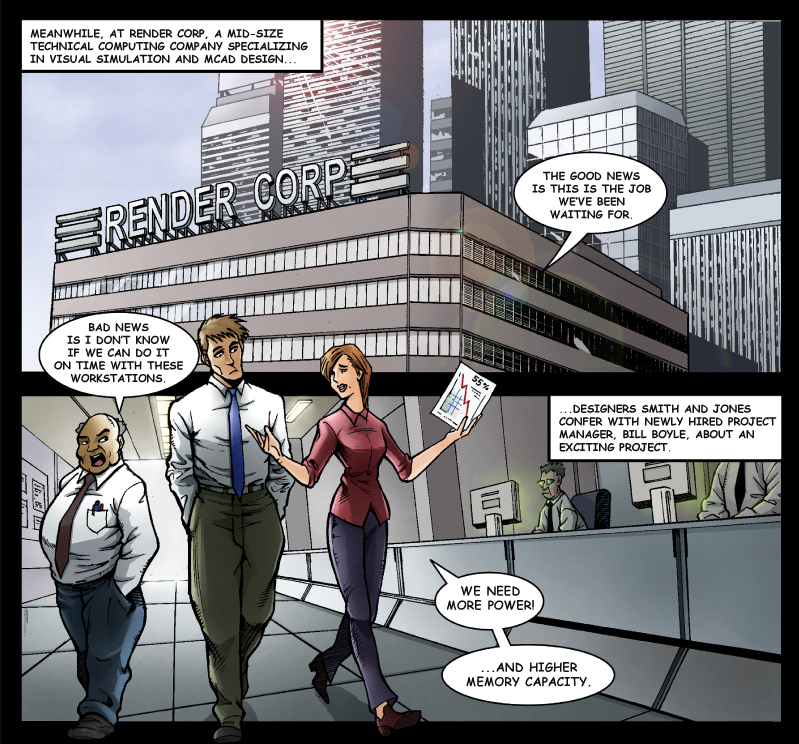 MEANWHILE, AT RENDER CORP, A MID-SIZE
TECHNICAL COMPUTING COMPANY SPECIALIZING
IN VISUAL SIMULATION AND MCAD DESIGN...
RENDER CORP
THE GOOD NEWS
IS THIS IS THE JOB
WE'VE BEEN
WAITING FOR.
BAD NEWS
IS I DON'T KNOW
IF WE CAN DO IT
ON TIME WITH THESE
WORKSTATIONS.
55%
...DESIGNERS SMITH AND JONES
CONFER WITH NEWLY HIRED PROJECT
MANAGER, BILL BOYLE, ABOUT AN
EXCITING PROJECT.
WE NEED
MORE POWER!
...AND HIGHER
MEMORY CAPACITY.